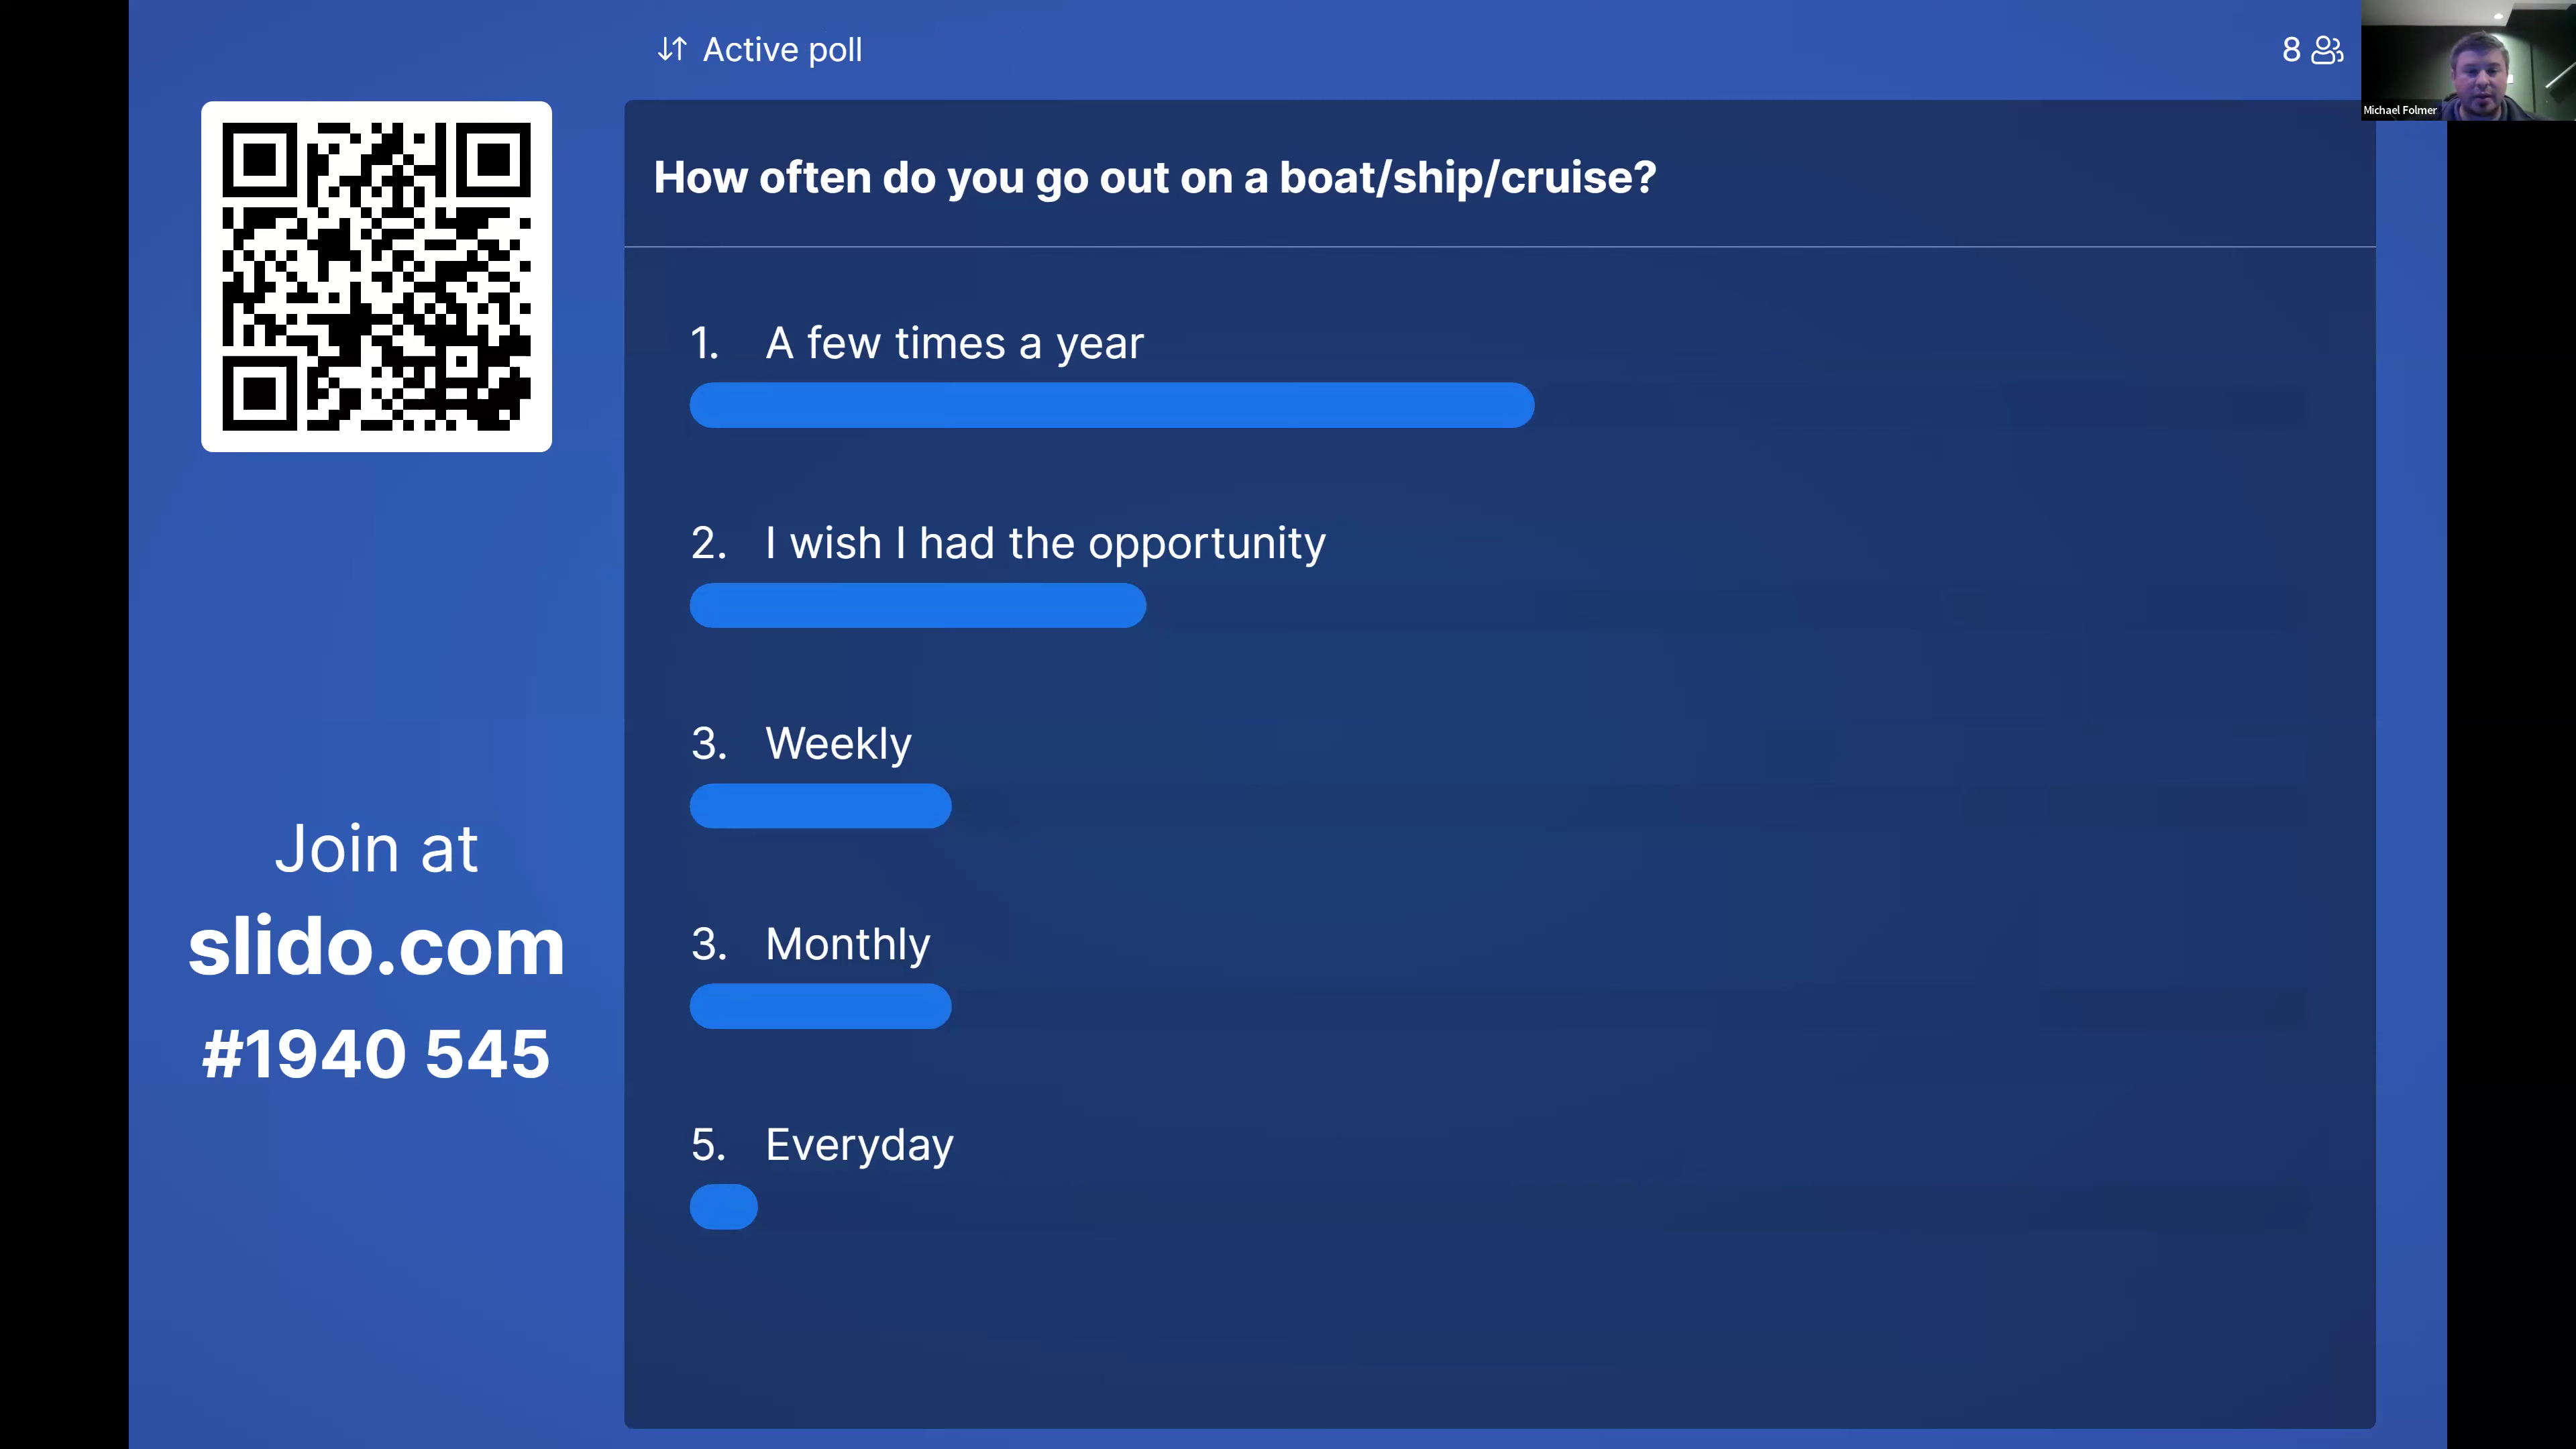 Active poll
8
Michael Folmer
How often do you go out on a boat/ship/cruise?
1. A few times a year
2. I wish I had the opportunity
3. Weekly
3. Monthly
5. Everyday
Join at
slido.com
#1940 545